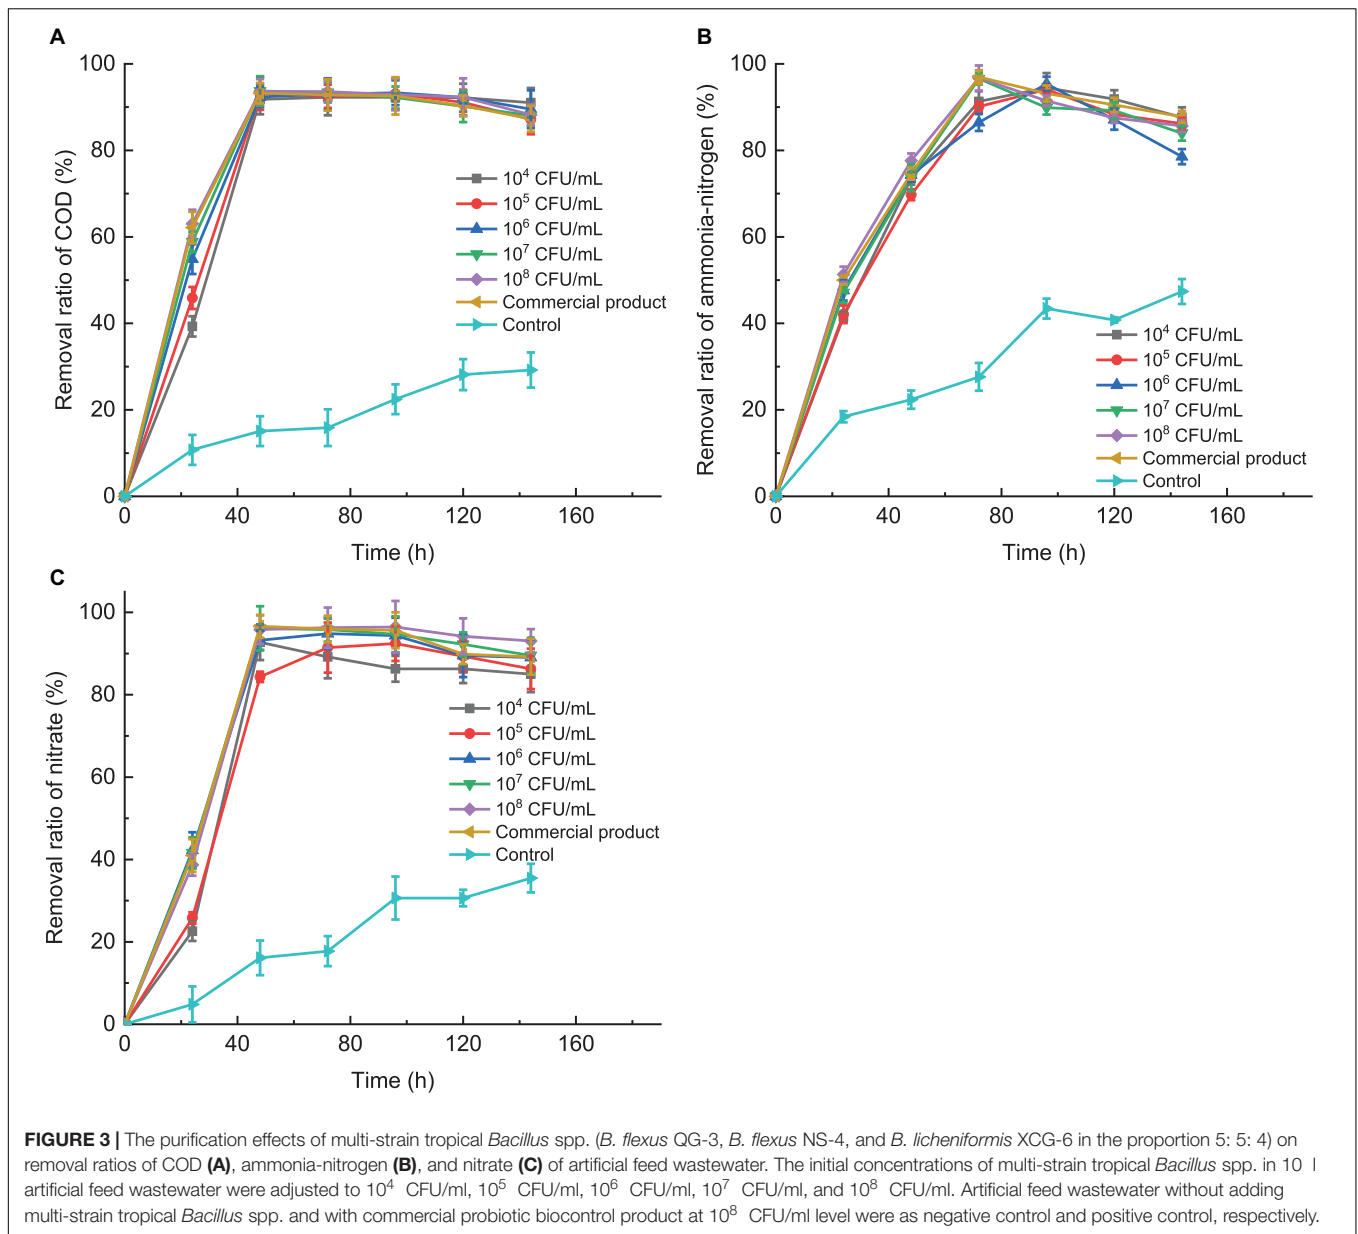 A
100
80
60
40
20
0
0 40 80 120 160
Removal ratio of COD (%)
Time (h)
10⁴ CFU/mL
10⁵ CFU/mL
10⁶ CFU/mL
10⁷ CFU/mL
10⁸ CFU/mL
Commercial product
Control
B
100
80
60
40
20
0
0 40 80 120 160
Removal ratio of ammonia-nitrogen (%)
Time (h)
10⁴ CFU/mL
10⁵ CFU/mL
10⁶ CFU/mL
10⁷ CFU/mL
10⁸ CFU/mL
Commercial product
Control
C
100
80
60
40
20
0
0 40 80 120 160
Removal ratio of nitrate (%)
Time (h)
10⁴ CFU/mL
10⁵ CFU/mL
10⁶ CFU/mL
10⁷ CFU/mL
10⁸ CFU/mL
Commercial product
Control
FIGURE 3 | The purification effects of multi-strain tropical Bacillus spp. (B. flexus QG-3, B. flexus NS-4, and B. licheniformis XCG-6 in the proportion 5: 5: 4) on
removal ratios of COD (A), ammonia-nitrogen (B), and nitrate (C) of artificial feed wastewater. The initial concentrations of multi-strain tropical Bacillus spp. in 10 l
artificial feed wastewater were adjusted to 10⁴ CFU/ml, 10⁵ CFU/ml, 10⁶ CFU/ml, 10⁷ CFU/ml, and 10⁸ CFU/ml. Artificial feed wastewater without adding
multi-strain tropical Bacillus spp. and with commercial probiotic biocontrol product at 10⁸ CFU/ml level were as negative control and positive control, respectively.